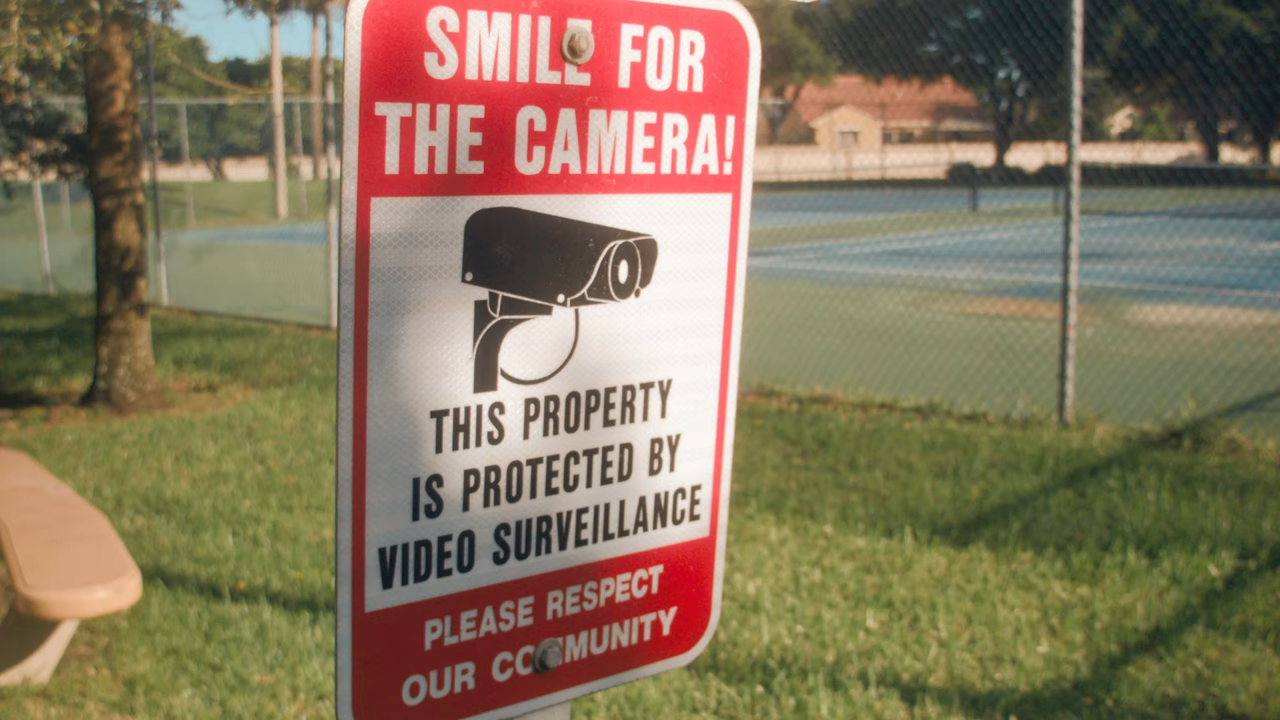 SMILE FOR
THE CAMERA!
THIS PROPERTY
IS PROTECTED BY
VIDEO SURVEILLANCE
PLEASE RESPECT
OUR COMMUNITY